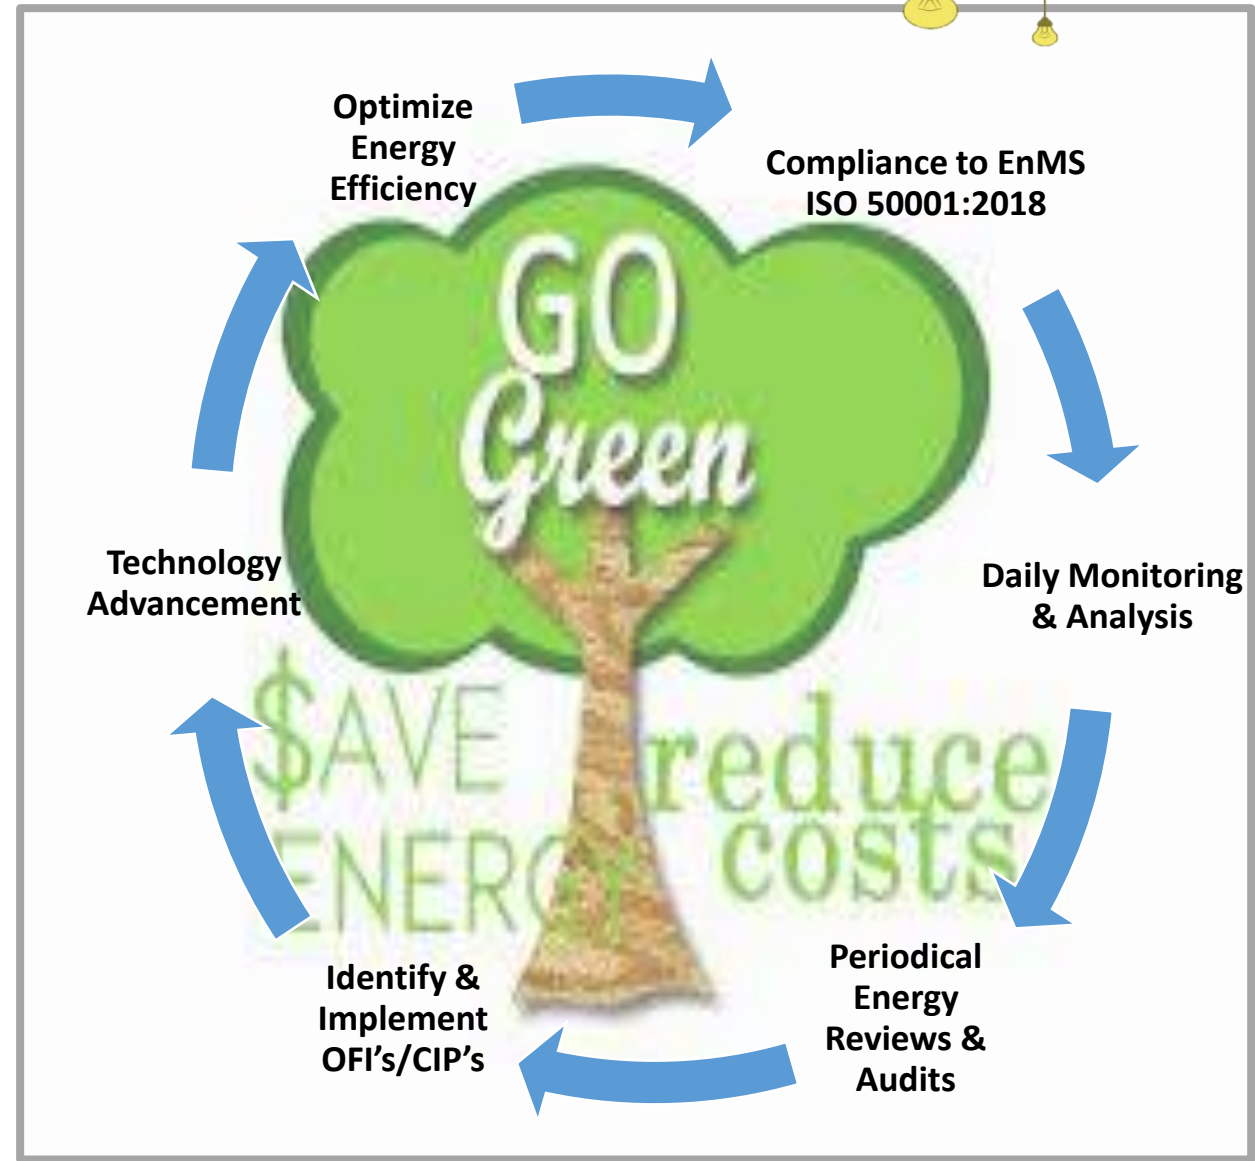 Optimize
Energy
Efficiency
Compliance to EnMS
ISO 50001:2018
Daily Monitoring
& Analysis
Periodical
Energy
Reviews &
Audits
Identify &
Implement
OFI’s/CIP’s
Technology
Advancement
GO
Green
$AVE
ENERGY
reduce
costs